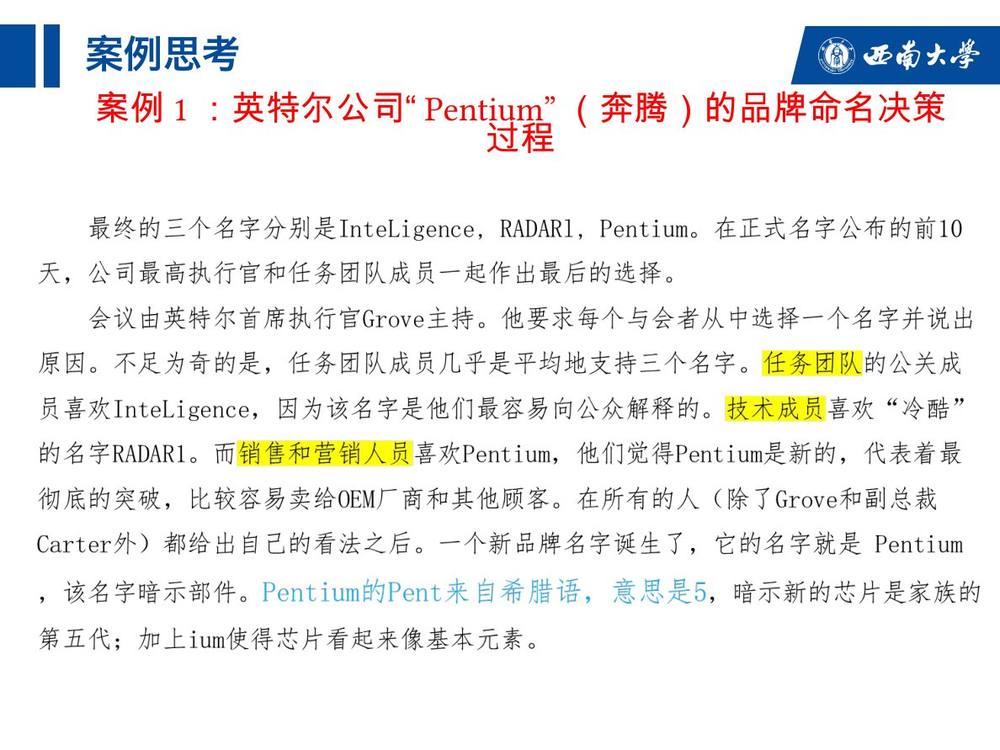 案例思考
西南大学
案例 1 ：英特尔公司“ Pentium” （ 奔腾 ）的品牌命名决策
过程
最终的三个名字分别是InteLigence, RADARl, Pentium。在正式名字公布的前10
天，公司最高执行官和任务团队成员一起作出最后的选择。
会议由英特尔首席执行官Grove主持。他要求每个与会者从中选择一个名字并说出
原因。不足为奇的是，任务团队成员几乎是平均地支持三个名字。任务团队的公关成
员喜欢InteLigence，因为该名字是他们最容易向公众解释的。技术成员喜欢“冷酷”
的名字RADAR1。而销售和营销人员喜欢Pentium，他们觉得Pentium是新的，代表着最
彻底的突破，比较容易卖给OEM厂商和其他顾客。在所有的人（除了Grove和副总裁
Carter外）都给出自己的看法之后。一个新品牌名字诞生了，它的名字就是 Pentium
，该名字暗示部件。Pentium的Pent来自希腊语，意思是5，暗示新的芯片是家族的
第五代；加上ium使得芯片看起来像基本元素。